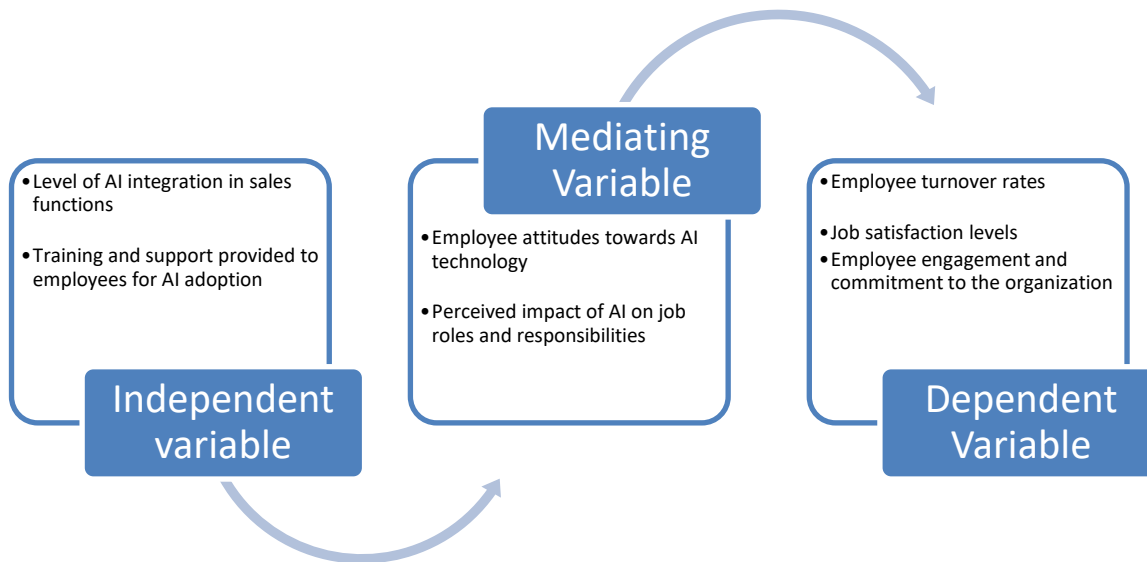 •Level of AI integration in sales
functions
•Training and support provided to
employees for AI adoption
Independent
variable
Mediating
Variable
•Employee attitudes towards AI
technology
•Perceived impact of AI on job
roles and responsibilities
•Employee turnover rates
•Job satisfaction levels
•Employee engagement and
commitment to the organization
Dependent
Variable